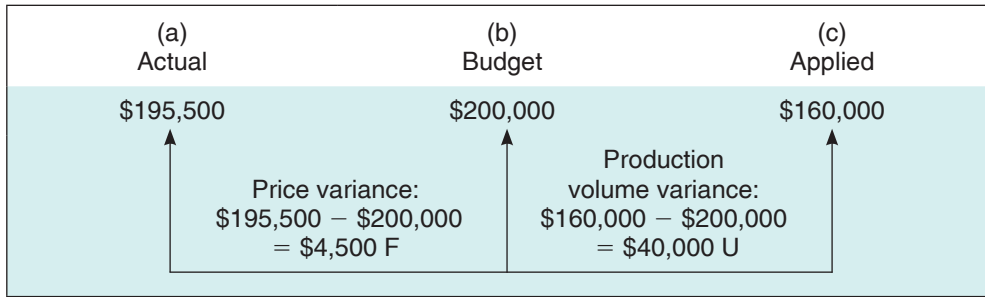 (a) (b) (c)
Actual Budget Applied
$195,500 $200,000 $160,000
Price variance:
$195,500 − $200,000
= $4,500 F
Production
volume variance:
$160,000 − $200,000
= $40,000 U